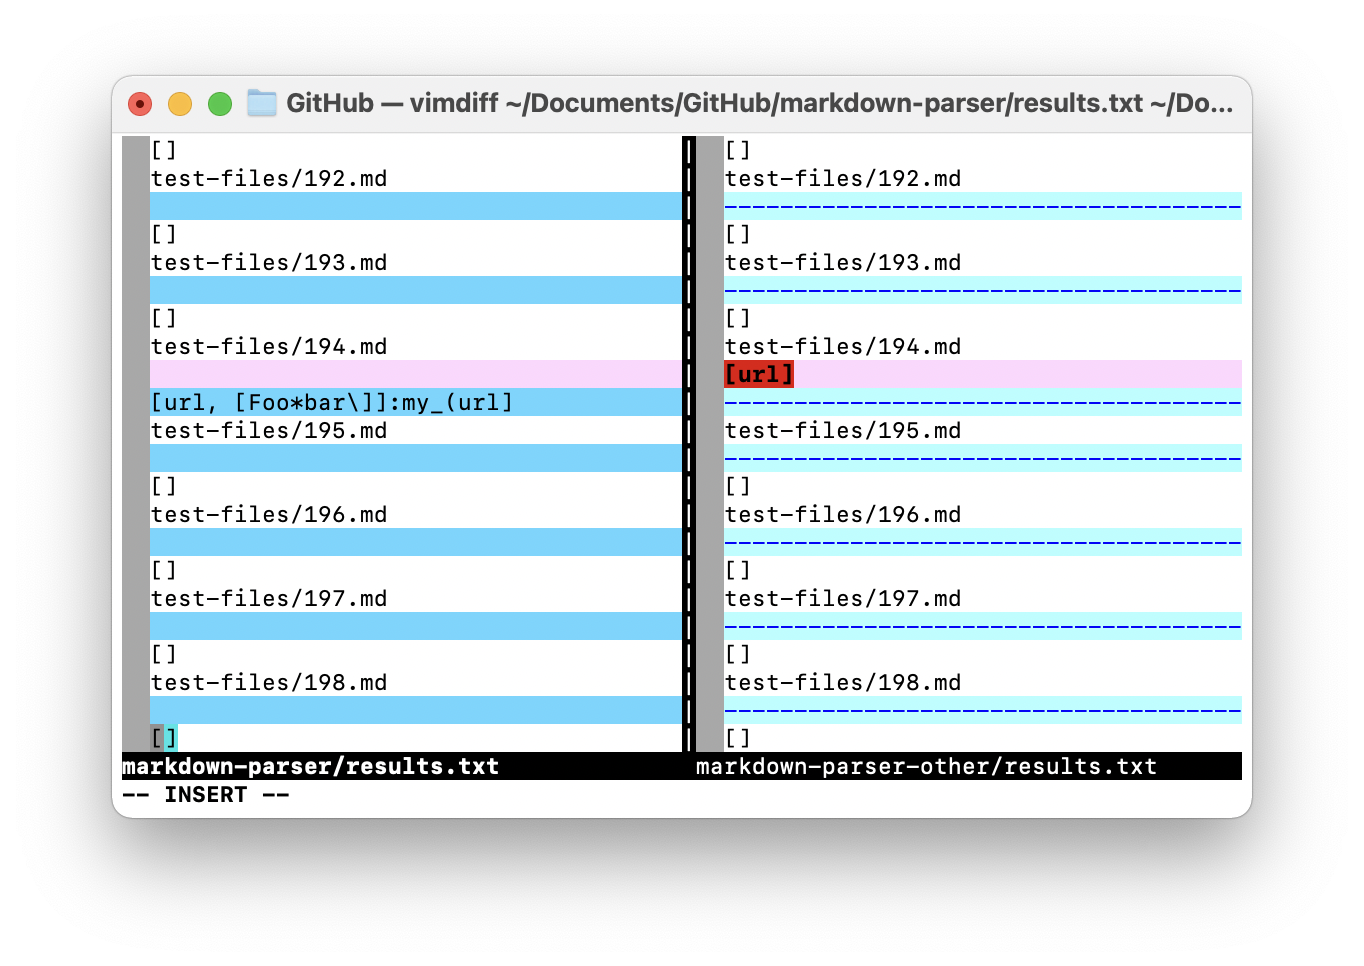 GitHub — vimdiff ~/Documents/GitHub/markdown-parser/results.txt ~/Do...
[]
test-files/192.md
[]
test-files/193.md
[]
test-files/194.md
[url, [Foo*bar\]]:my_(url]
test-files/195.md
[]
test-files/196.md
[]
test-files/197.md
[]
test-files/198.md
[]
markdown-parser/results.txt
[]
test-files/192.md
-------------------------------------
[]
test-files/193.md
-------------------------------------
[]
test-files/194.md
[url]
-------------------------------------
test-files/195.md
-------------------------------------
[]
test-files/196.md
-------------------------------------
[]
test-files/197.md
-------------------------------------
[]
test-files/198.md
-------------------------------------
[]
markdown-parser-other/results.txt
-- INSERT --